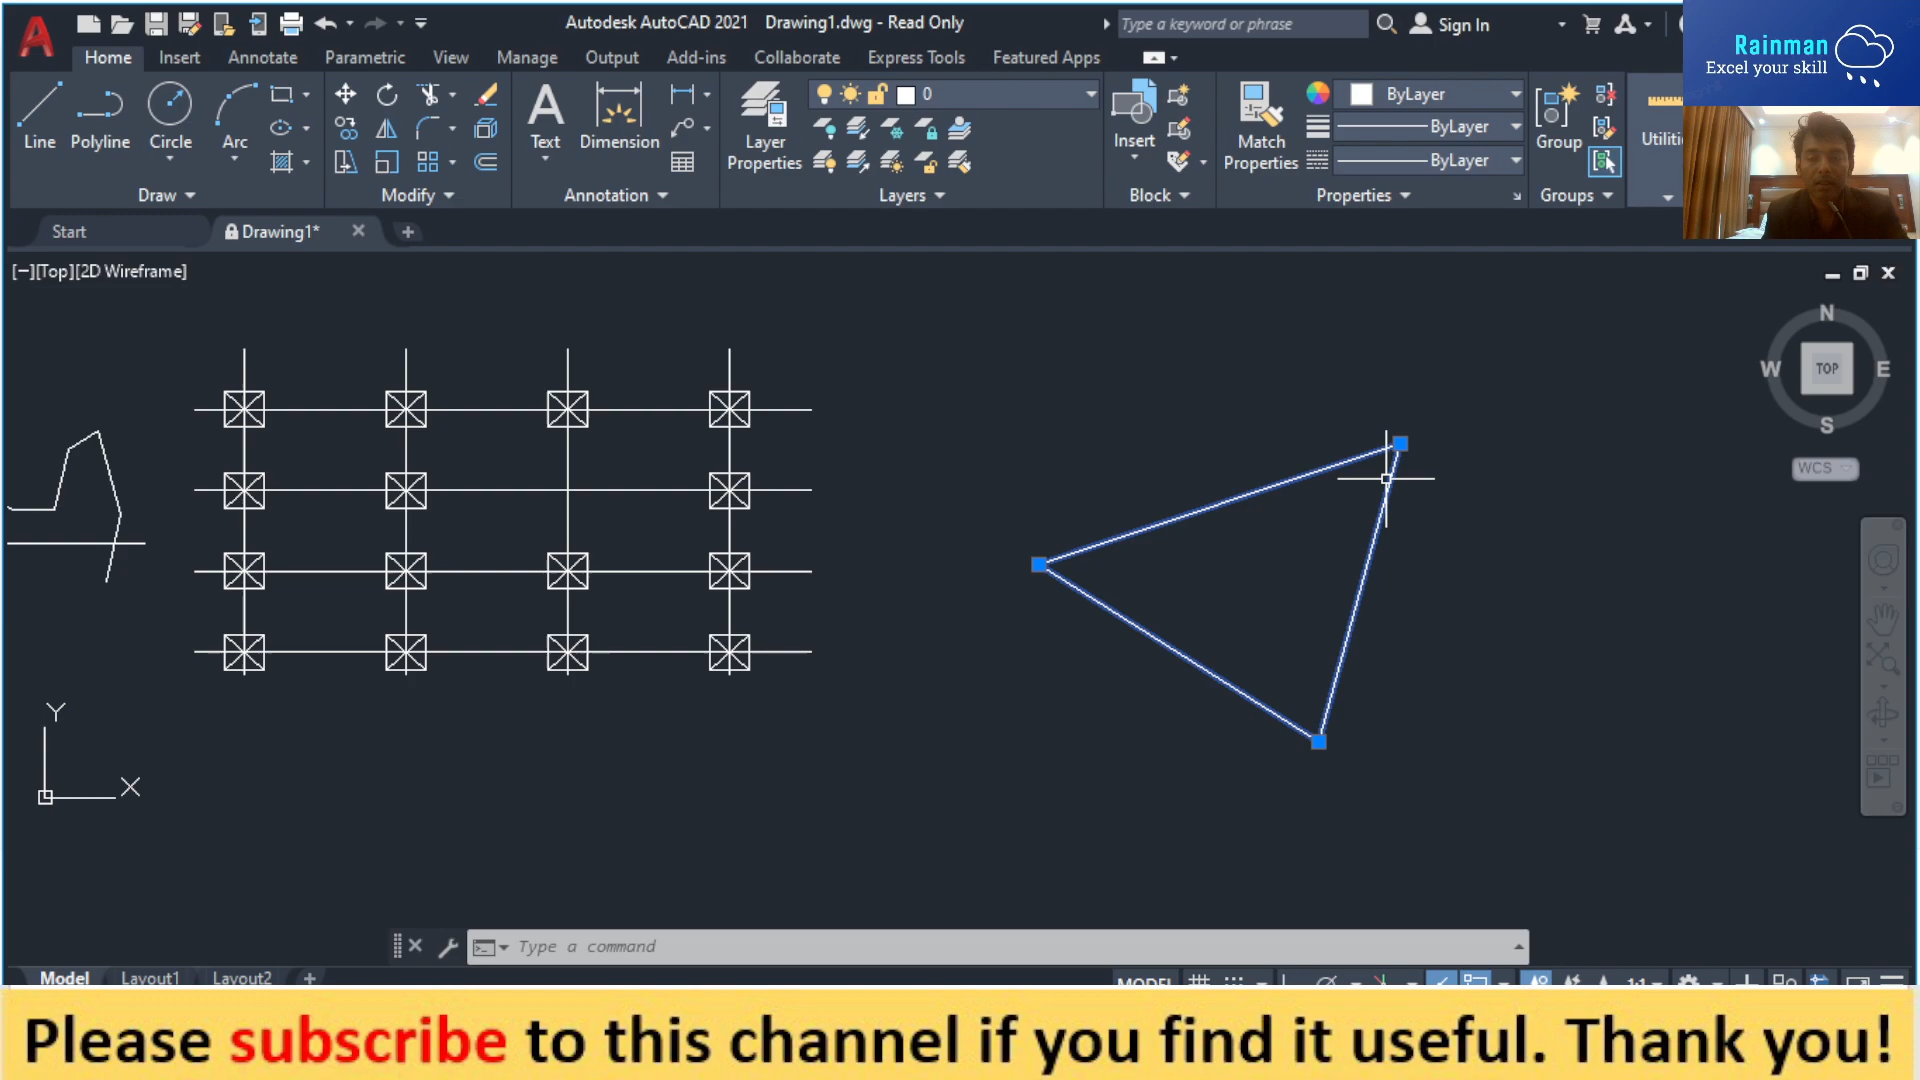 Autodesk AutoCAD 2021 Drawing1.dwg - Read Only
Type a keyword or phrase
Sign In
Rainman
Excel your skill
Home Insert Annotate Parametric View Manage Output Add-ins Collaborate Express Tools Featured Apps
Line Polyline Circle Arc
Text Dimension
Layer Properties
0
Insert
Match Properties
ByLayer
ByLayer
ByLayer
Group
Draw Modify Annotation Layers Block Properties Groups
Start Drawing1*
[−][Top][2D Wireframe]
N
W TOP E
S
WCS
Y
X
Type a command
Model Layout1 Layout2
MODEL
1:1
Please subscribe to this channel if you find it useful. Thank you!